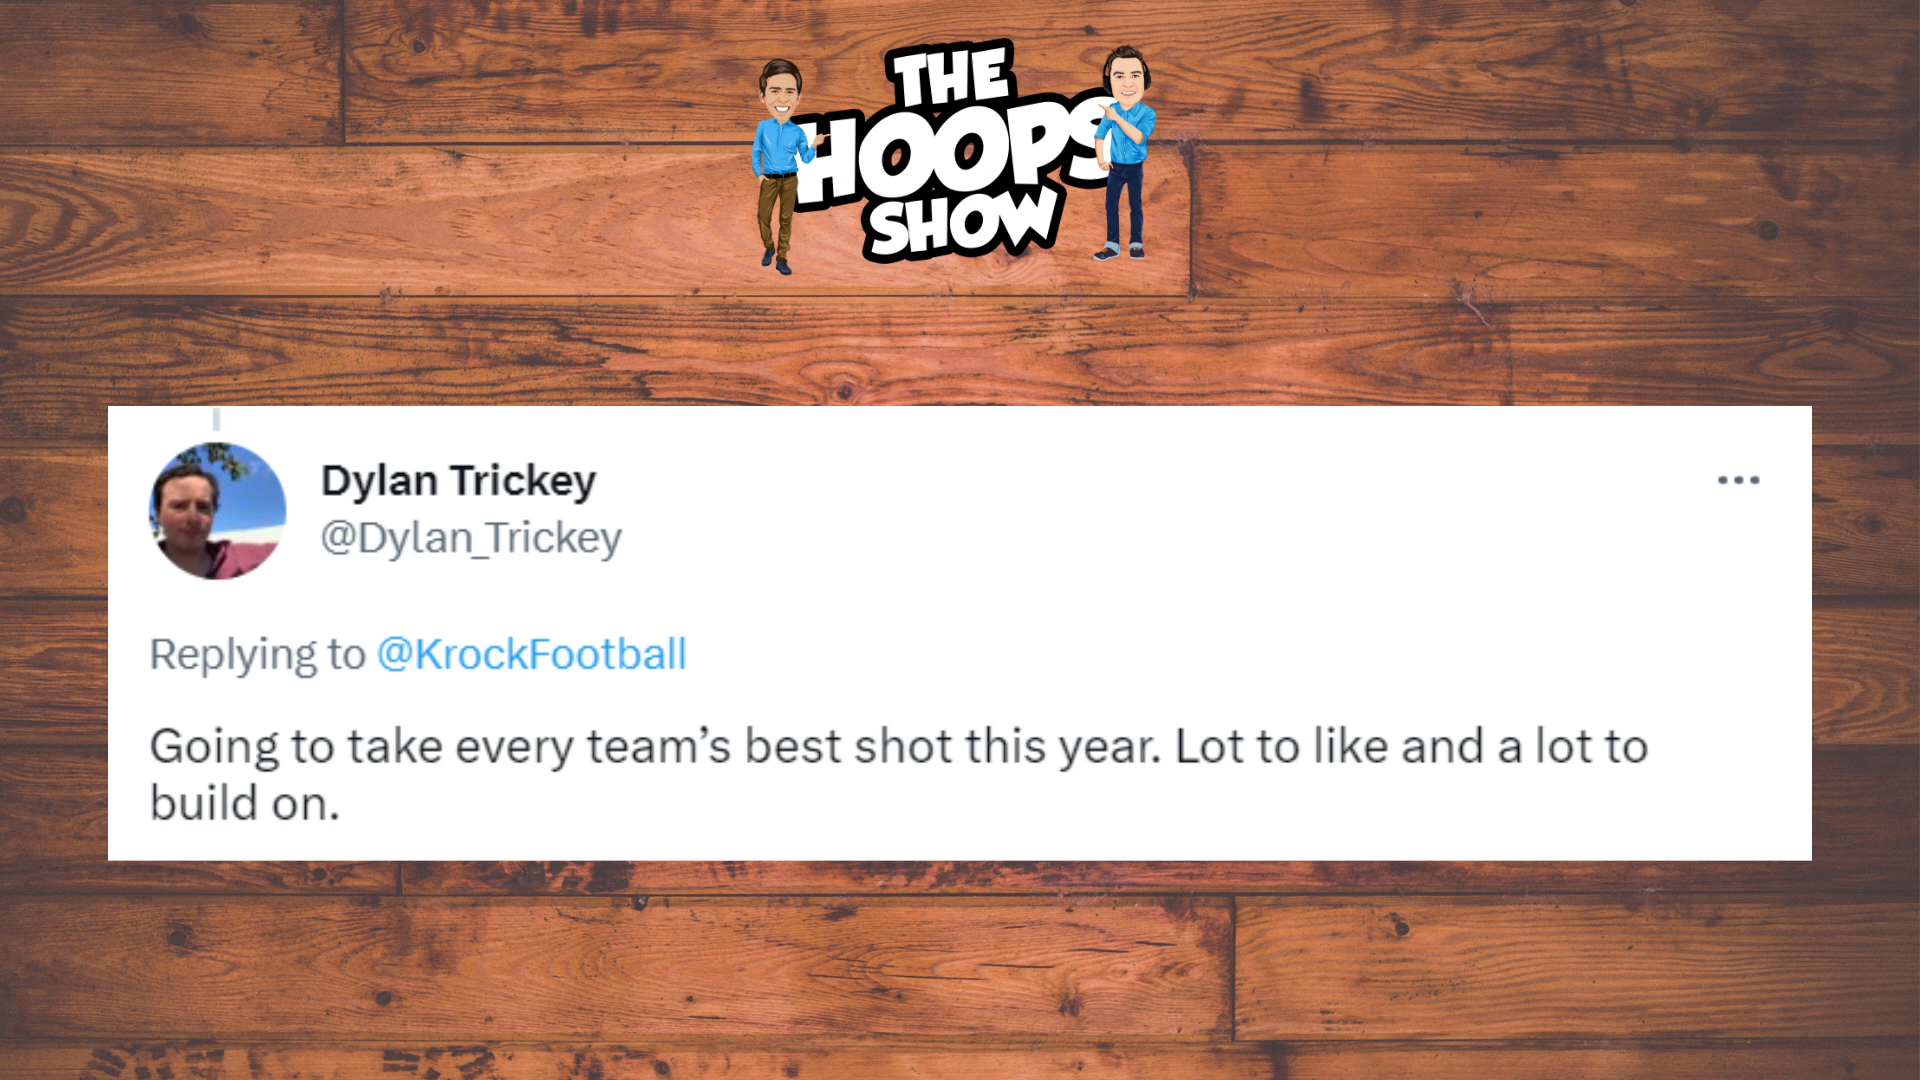 THE
HOOPS
SHOW
Dylan Trickey
@Dylan_Trickey
Replying to @KrockFootball
Going to take every team’s best shot this year. Lot to like and a lot to
build on.